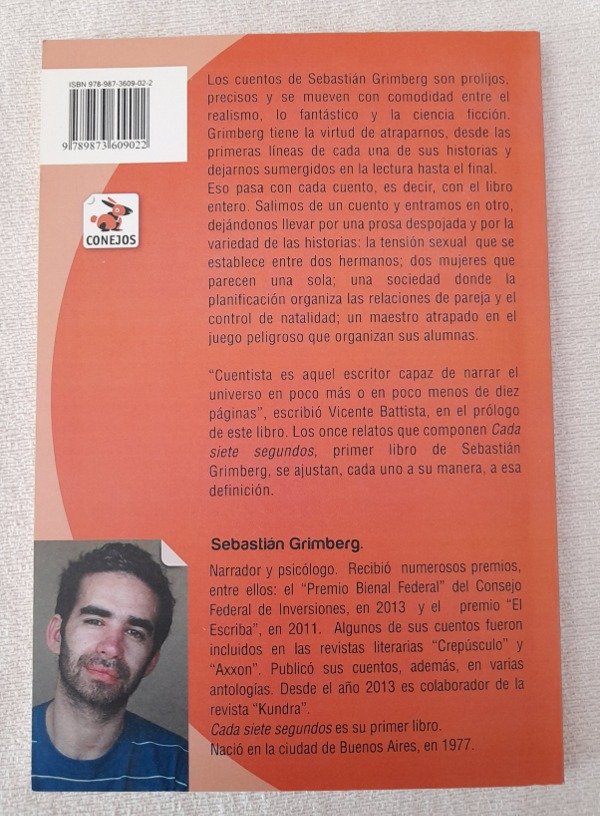 ISBN 978-987-3609-02-2
9 789873 609022
CONEJOS
Los cuentos de Sebastián Grimberg son prolijos,
precisos y se mueven con comodidad entre el
realismo, lo fantástico y la ciencia ficción.
Grimberg tiene la virtud de atraparnos, desde las
primeras líneas de cada una de sus historias y
dejarnos sumergidos en la lectura hasta el final.
Eso pasa con cada cuento, es decir, con el libro
entero. Salimos de un cuento y entramos en otro,
dejándonos llevar por una prosa despojada y por la
variedad de las historias: la tensión sexual que se
establece entre dos hermanos; dos mujeres que
parecen una sola; una sociedad donde la
planificación organiza las relaciones de pareja y el
control de natalidad; un maestro atrapado en el
juego peligroso que organizan sus alumnas.
“Cuentista es aquel escritor capaz de narrar el
universo en poco más o en poco menos de diez
páginas”, escribió Vicente Battista, en el prólogo
de este libro. Los once relatos que componen Cada
siete segundos, primer libro de Sebastián
Grimberg, se ajustan, cada uno a su manera, a esa
definición.
Sebastián Grimberg.
Narrador y psicólogo. Recibió numerosos premios,
entre ellos: el “Premio Bienal Federal” del Consejo
Federal de Inversiones, en 2013 y el premio “El
Escriba”, en 2011. Algunos de sus cuentos fueron
incluidos en las revistas literarias “Crepúsculo” y
“Axxon”. Publicó sus cuentos, además, en varias
antologías. Desde el año 2013 es colaborador de la
revista “Kundra”.
Cada siete segundos es su primer libro.
Nació en la ciudad de Buenos Aires, en 1977.